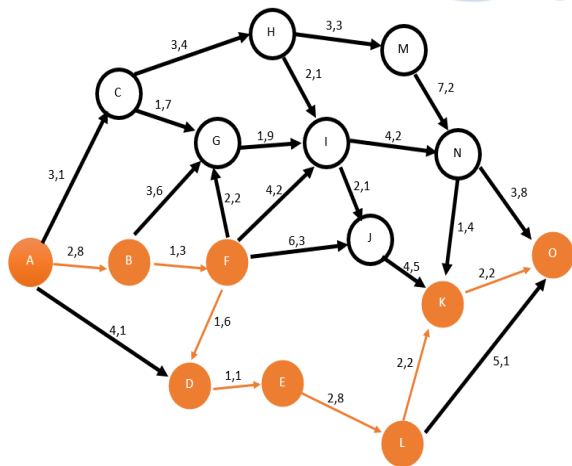 H
3,3
M
3,4
2,1
7,2
C
1,7
G
1,9
I
4,2
N
3,1
3,6
2,2
4,2
2,1
1,4
3,8
A
2,8
B
1,3
F
6,3
J
4,5
O
4,1
1,6
K
2,2
D
1,1
E
2,8
2,2
5,1
L